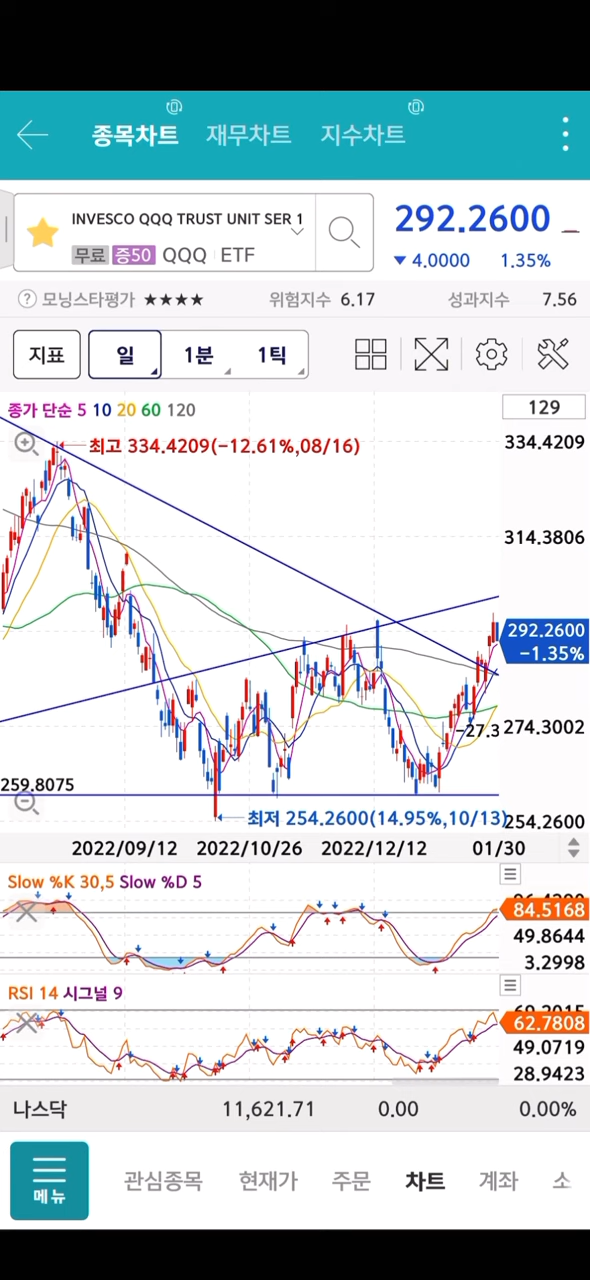 종목차트 재무차트 지수차트
INVESCO QQQ TRUST UNIT SER 1
무료 증50 QQQ ETF
292.2600
▼ 4.0000 1.35%
? 모닝스타평가 ★★★★ 위험지수 6.17 성과지수 7.56
지표 일 1분 1틱
종가 단순 5 10 20 60 120
129
최고 334.4209(-12.61%,08/16)
334.4209
314.3806
292.2600
-1.35%
-27.3
274.3002
259.8075
최저 254.2600(14.95%,10/13)
254.2600
2022/09/12 2022/10/26 2022/12/12 01/30
Slow %K 30,5 Slow %D 5
84.5168
49.8644
3.2998
RSI 14 시그널 9
62.7808
49.0719
28.9423
나스닥 11,621.71 0.00 0.00%
메뉴 관심종목 현재가 주문 차트 계좌 소